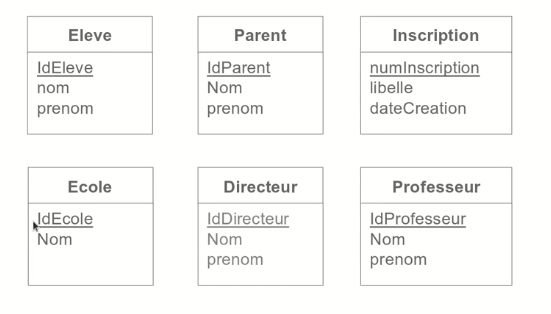 Eleve
IdEleve
nom
prenom
Parent
IdParent
Nom
prenom
Inscription
numInscription
libelle
dateCreation
Ecole
IdEcole
Nom
Directeur
IdDirecteur
Nom
prenom
Professeur
IdProfesseur
Nom
prenom